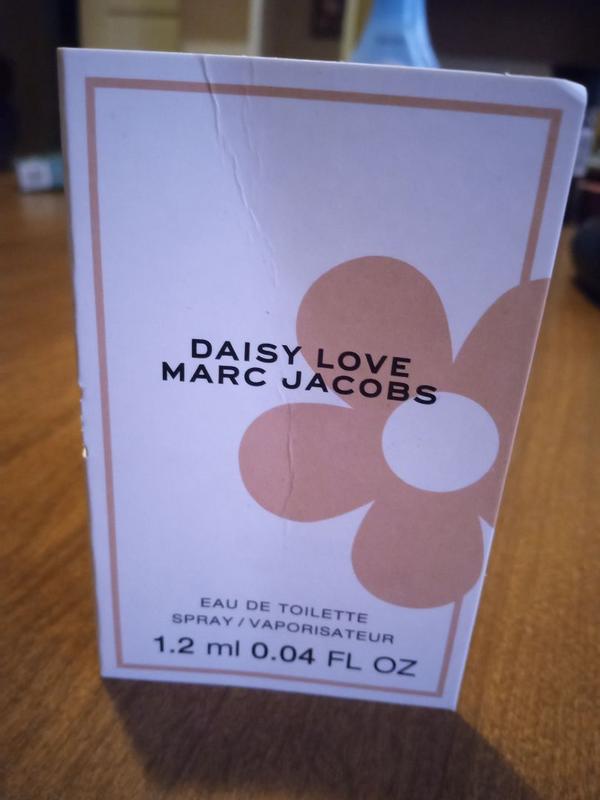 DAISY LOVE
MARC JACOBS
EAU DE TOILETTE
SPRAY / VAPORISATEUR
1.2 ml 0.04 FL OZ